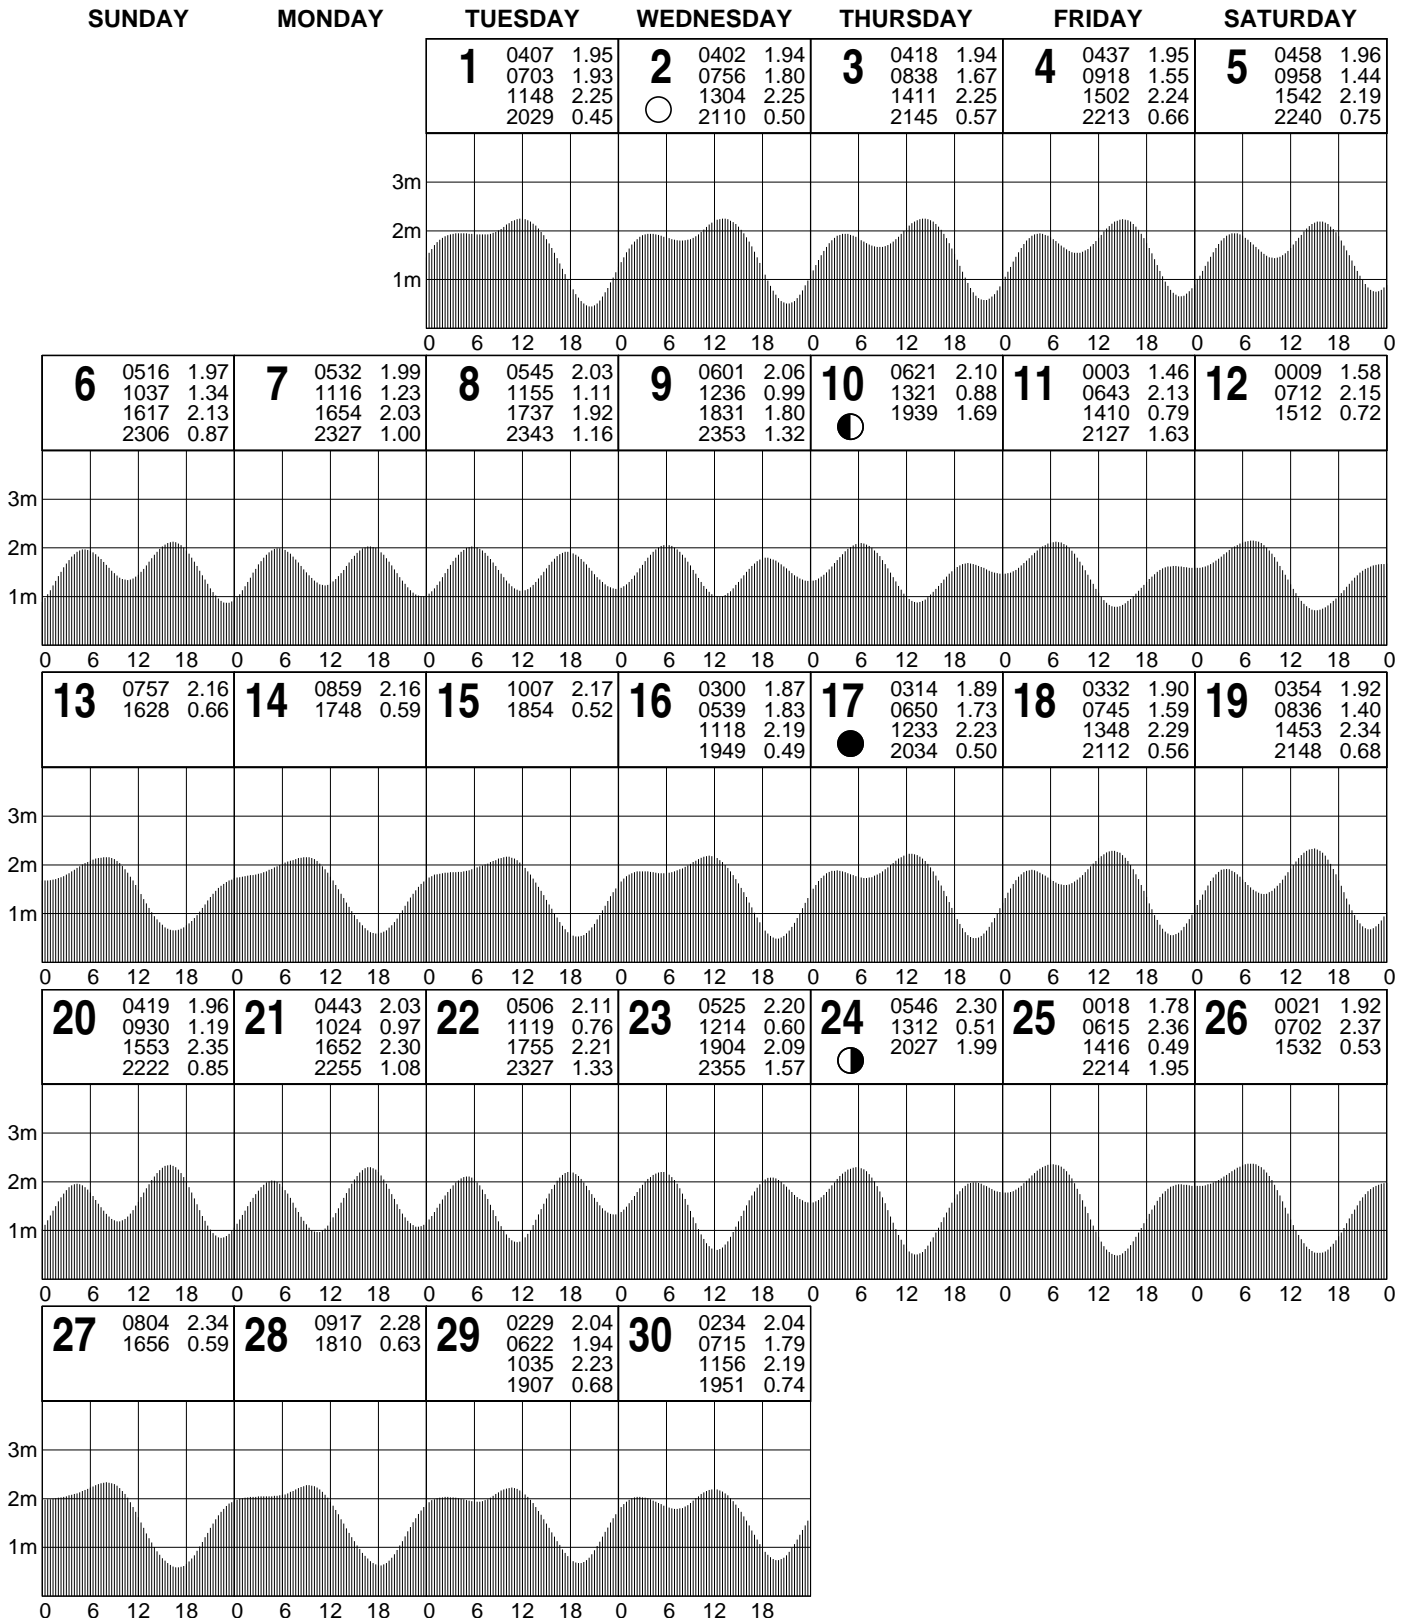 SUNDAY MONDAY TUESDAY WEDNESDAY THURSDAY FRIDAY SATURDAY
1 0407 1.95
0703 1.93
1148 2.25
2029 0.45
2 0402 1.94
0756 1.80
1304 2.25
2110 0.50
3 0418 1.94
0838 1.67
1411 2.25
2145 0.57
4 0437 1.95
0918 1.55
1502 2.24
2213 0.66
5 0458 1.96
0958 1.44
1542 2.19
2240 0.75
3m
2m
1m
0 6 12 18 0 6 12 18 0 6 12 18 0 6 12 18 0 6 12 18 0
6 0516 1.97
1037 1.34
1617 2.13
2306 0.87
7 0532 1.99
1116 1.23
1654 2.03
2327 1.00
8 0545 2.03
1155 1.11
1737 1.92
2343 1.16
9 0601 2.06
1236 0.99
1831 1.80
2353 1.32
10 0621 2.10
1321 0.88
1939 1.69
11 0003 1.46
0643 2.13
1410 0.79
2127 1.63
12 0009 1.58
0712 2.15
1512 0.72
3m
2m
1m
0 6 12 18 0 6 12 18 0 6 12 18 0 6 12 18 0 6 12 18 0 6 12 18 0 6 12 18 0
13 0757 2.16
1628 0.66
14 0859 2.16
1748 0.59
15 1007 2.17
1854 0.52
16 0300 1.87
0539 1.83
1118 2.19
1949 0.49
17 0314 1.89
0650 1.73
1233 2.23
2034 0.50
18 0332 1.90
0745 1.59
1348 2.29
2112 0.56
19 0354 1.92
0836 1.40
1453 2.34
2148 0.68
3m
2m
1m
0 6 12 18 0 6 12 18 0 6 12 18 0 6 12 18 0 6 12 18 0 6 12 18 0 6 12 18 0
20 0419 1.96
0930 1.19
1553 2.35
2222 0.85
21 0443 2.03
1024 0.97
1652 2.30
2255 1.08
22 0506 2.11
1119 0.76
1755 2.21
2327 1.33
23 0525 2.20
1214 0.60
1904 2.09
2355 1.57
24 0546 2.30
1312 0.51
2027 1.99
25 0018 1.78
0615 2.36
1416 0.49
2214 1.95
26 0021 1.92
0702 2.37
1532 0.53
3m
2m
1m
0 6 12 18 0 6 12 18 0 6 12 18 0 6 12 18 0 6 12 18 0 6 12 18 0 6 12 18 0
27 0804 2.34
1656 0.59
28 0917 2.28
1810 0.63
29 0229 2.04
0622 1.94
1035 2.23
1907 0.68
30 0234 2.04
0715 1.79
1156 2.19
1951 0.74
3m
2m
1m
0 6 12 18 0 6 12 18 0 6 12 18 0 6 12 18